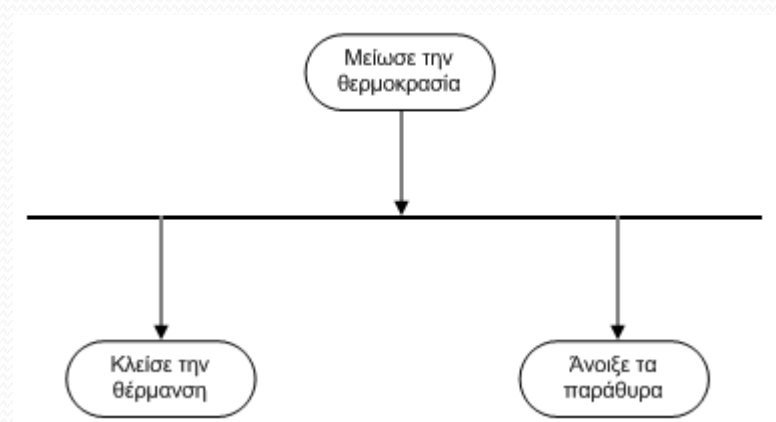 Μείωσε την
θερμοκρασία
Κλείσε την
θέρμανση
Άνοιξε τα
παράθυρα